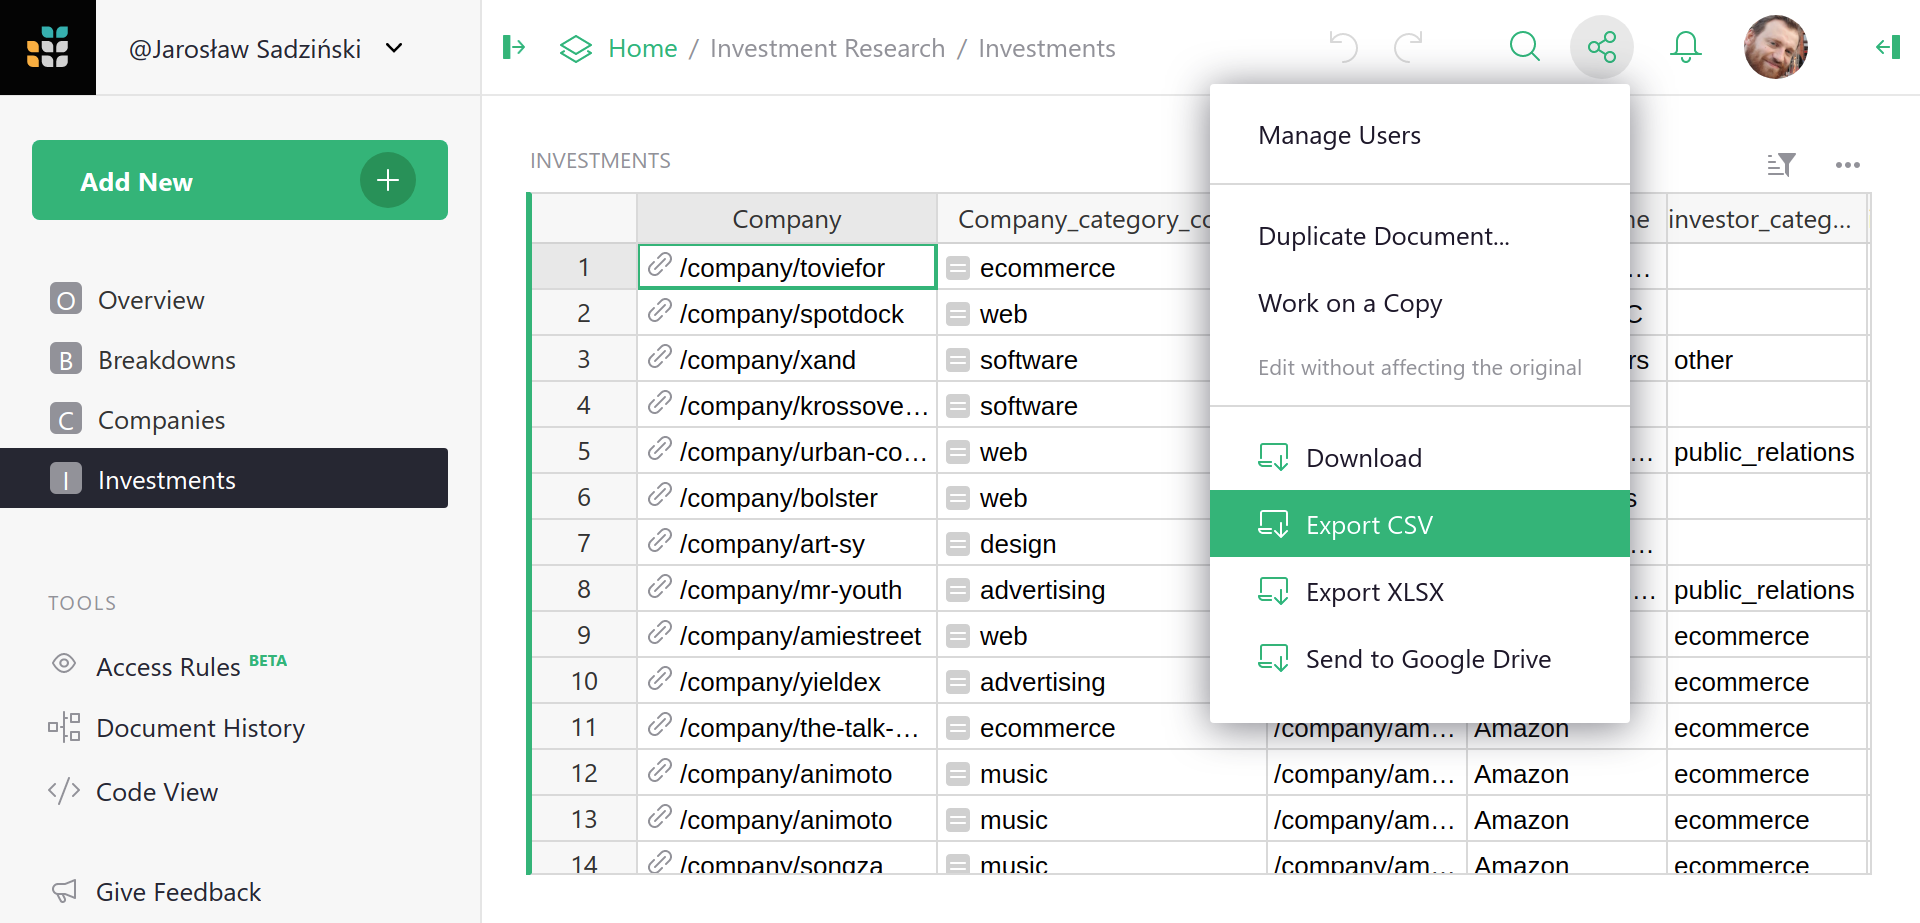 @Jarosław Sadziński
Home / Investment Research / Investments
Add New
O Overview
B Breakdowns
C Companies
I Investments
TOOLS
Access Rules BETA
Document History
Code View
Give Feedback
INVESTMENTS
Company Company_category_co investor_categ...
1 /company/toviefor ecommerce ...
2 /company/spotdock web C
3 /company/xand software rs other
4 /company/krossove... software
5 /company/urban-co... web ... public_relations
6 /company/bolster web s
7 /company/art-sy design ...
8 /company/mr-youth advertising ... public_relations
9 /company/amiestreet web ecommerce
10 /company/yieldex advertising ecommerce
11 /company/the-talk-... ecommerce /company/am... Amazon ecommerce
12 /company/animoto music /company/am... Amazon ecommerce
13 /company/animoto music /company/am... Amazon ecommerce
14 /company/songza music /company/am... Amazon ecommerce
Manage Users
Duplicate Document...
Work on a Copy
Edit without affecting the original
Download
Export CSV
Export XLSX
Send to Google Drive